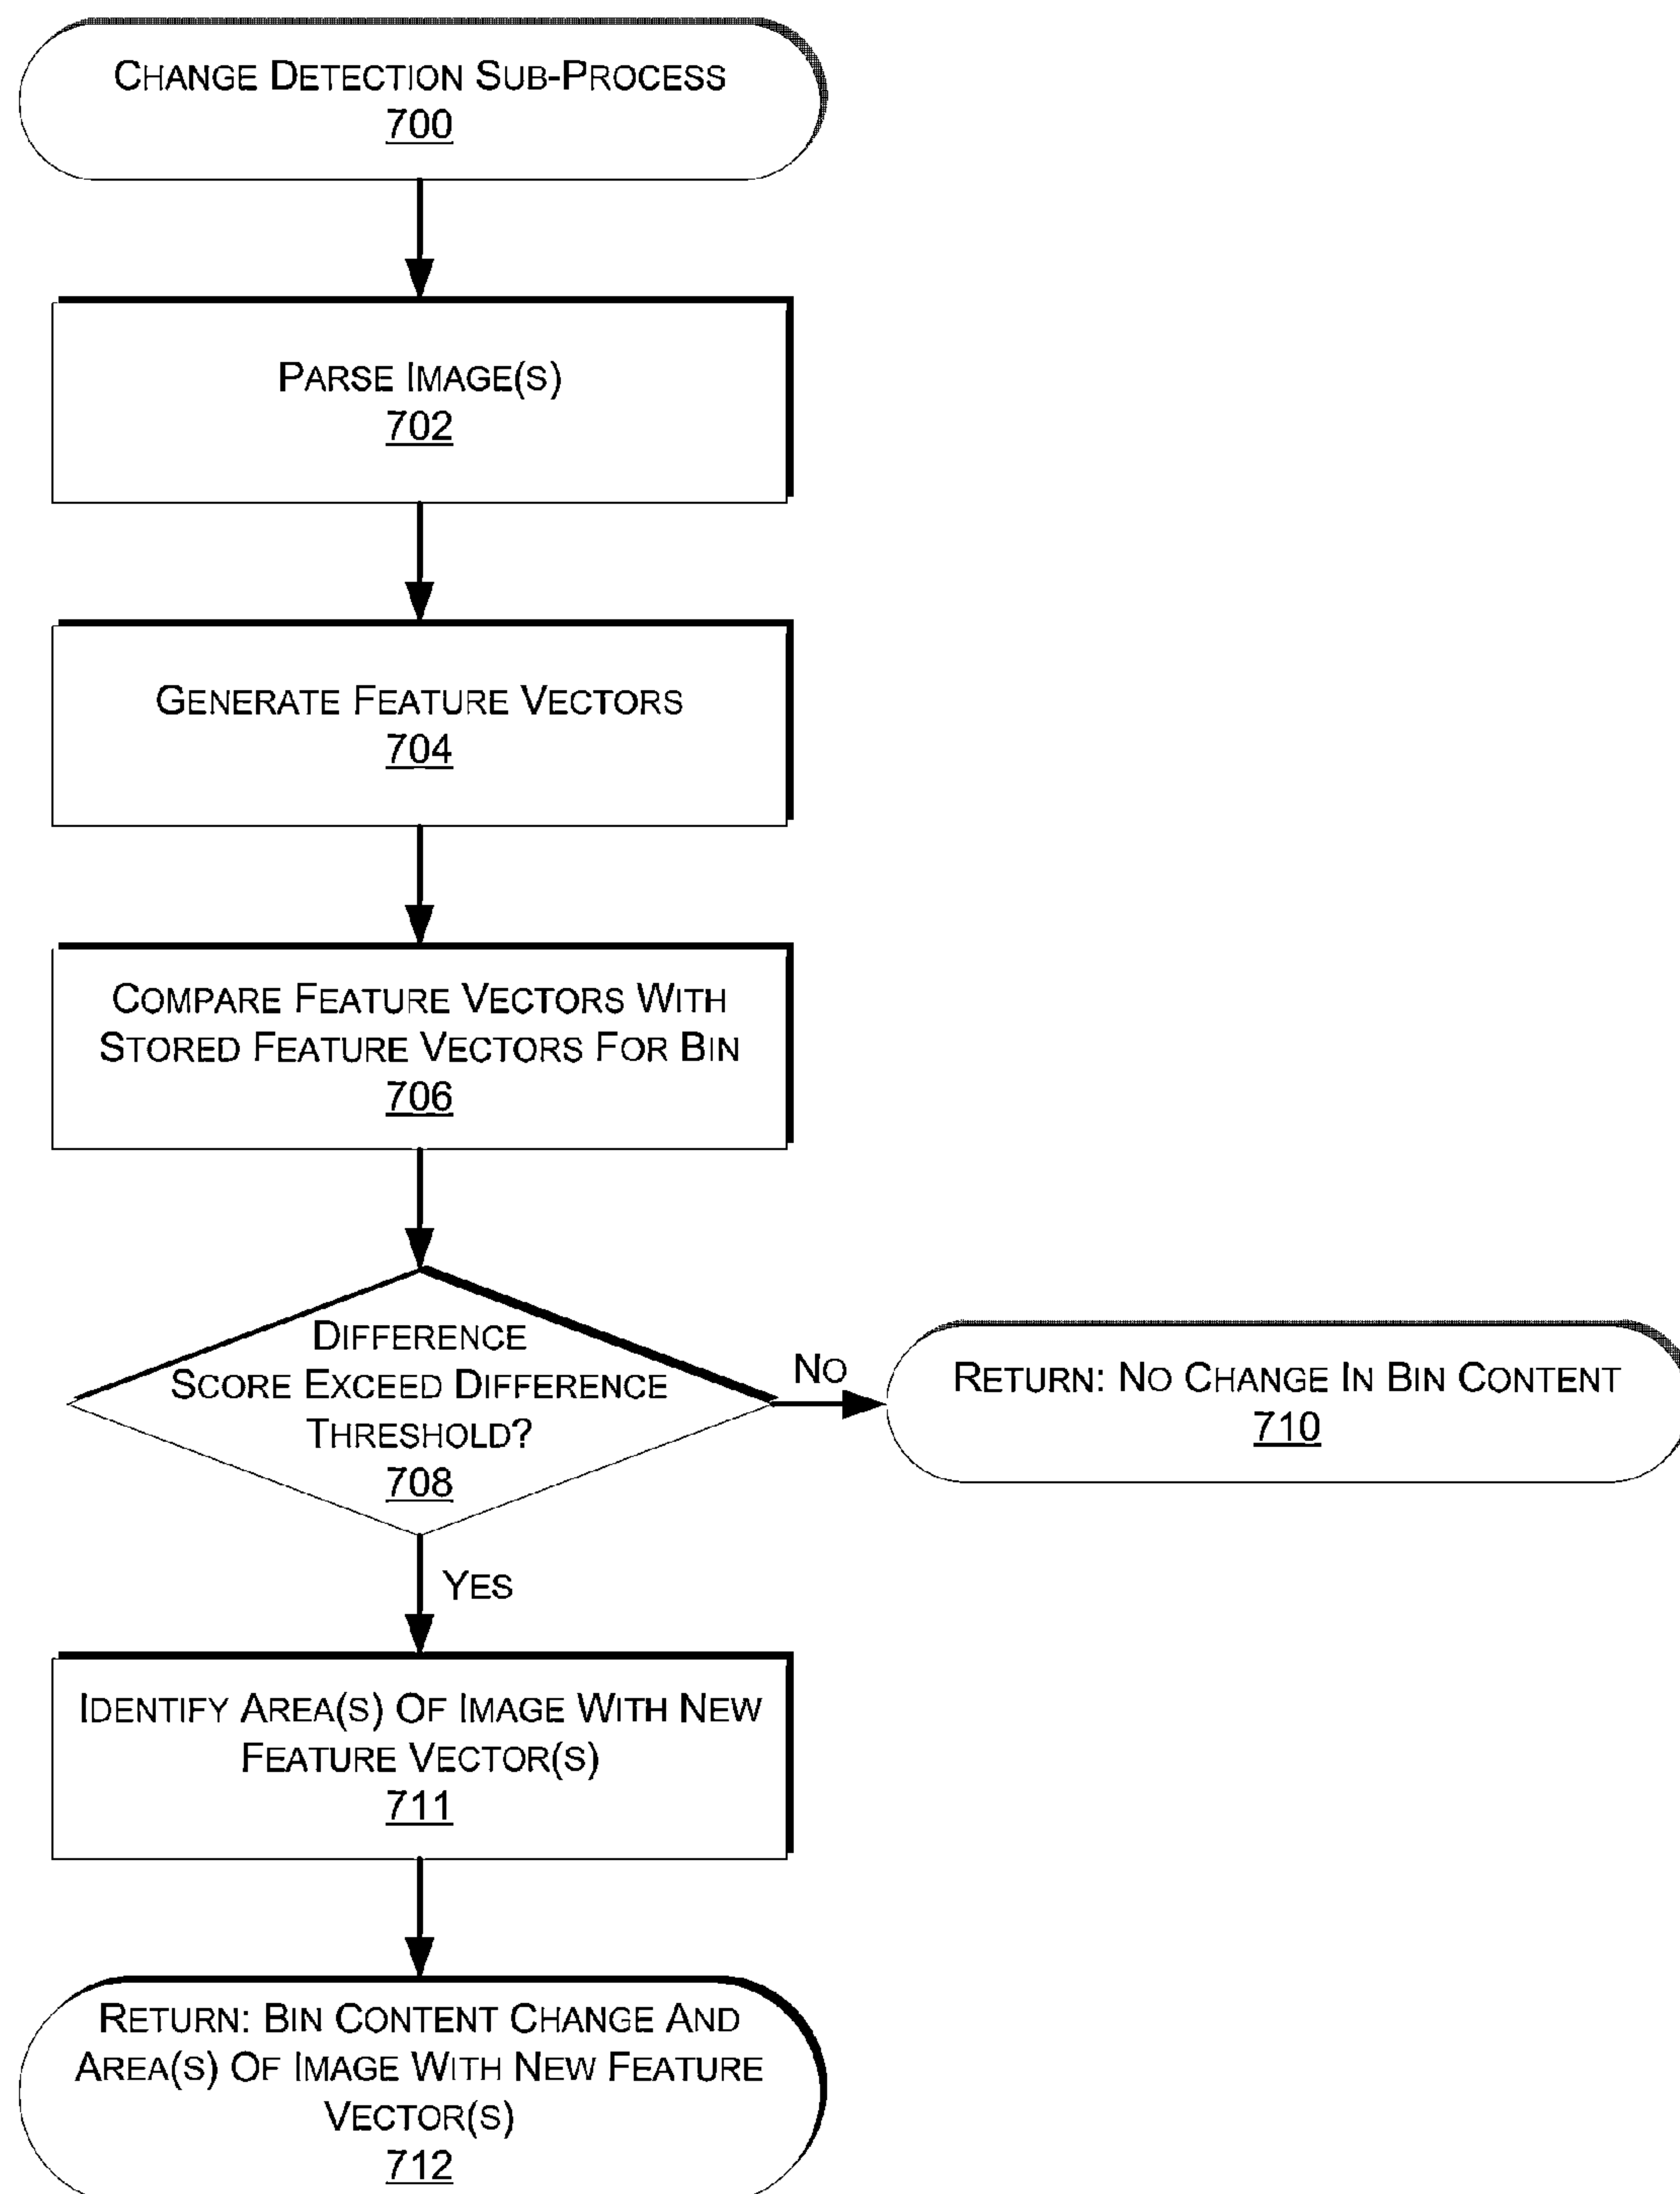 CHANGE DETECTION SUB-PROCESS
700
PARSE IMAGE(S)
702
GENERATE FEATURE VECTORS
704
COMPARE FEATURE VECTORS WITH
STORED FEATURE VECTORS FOR BIN
706
DIFFERENCE
SCORE EXCEED DIFFERENCE
THRESHOLD?
708
NO
RETURN: NO CHANGE IN BIN CONTENT
710
YES
IDENTIFY AREA(S) OF IMAGE WITH NEW
FEATURE VECTOR(S)
711
RETURN: BIN CONTENT CHANGE AND
AREA(S) OF IMAGE WITH NEW FEATURE
VECTOR(S)
712